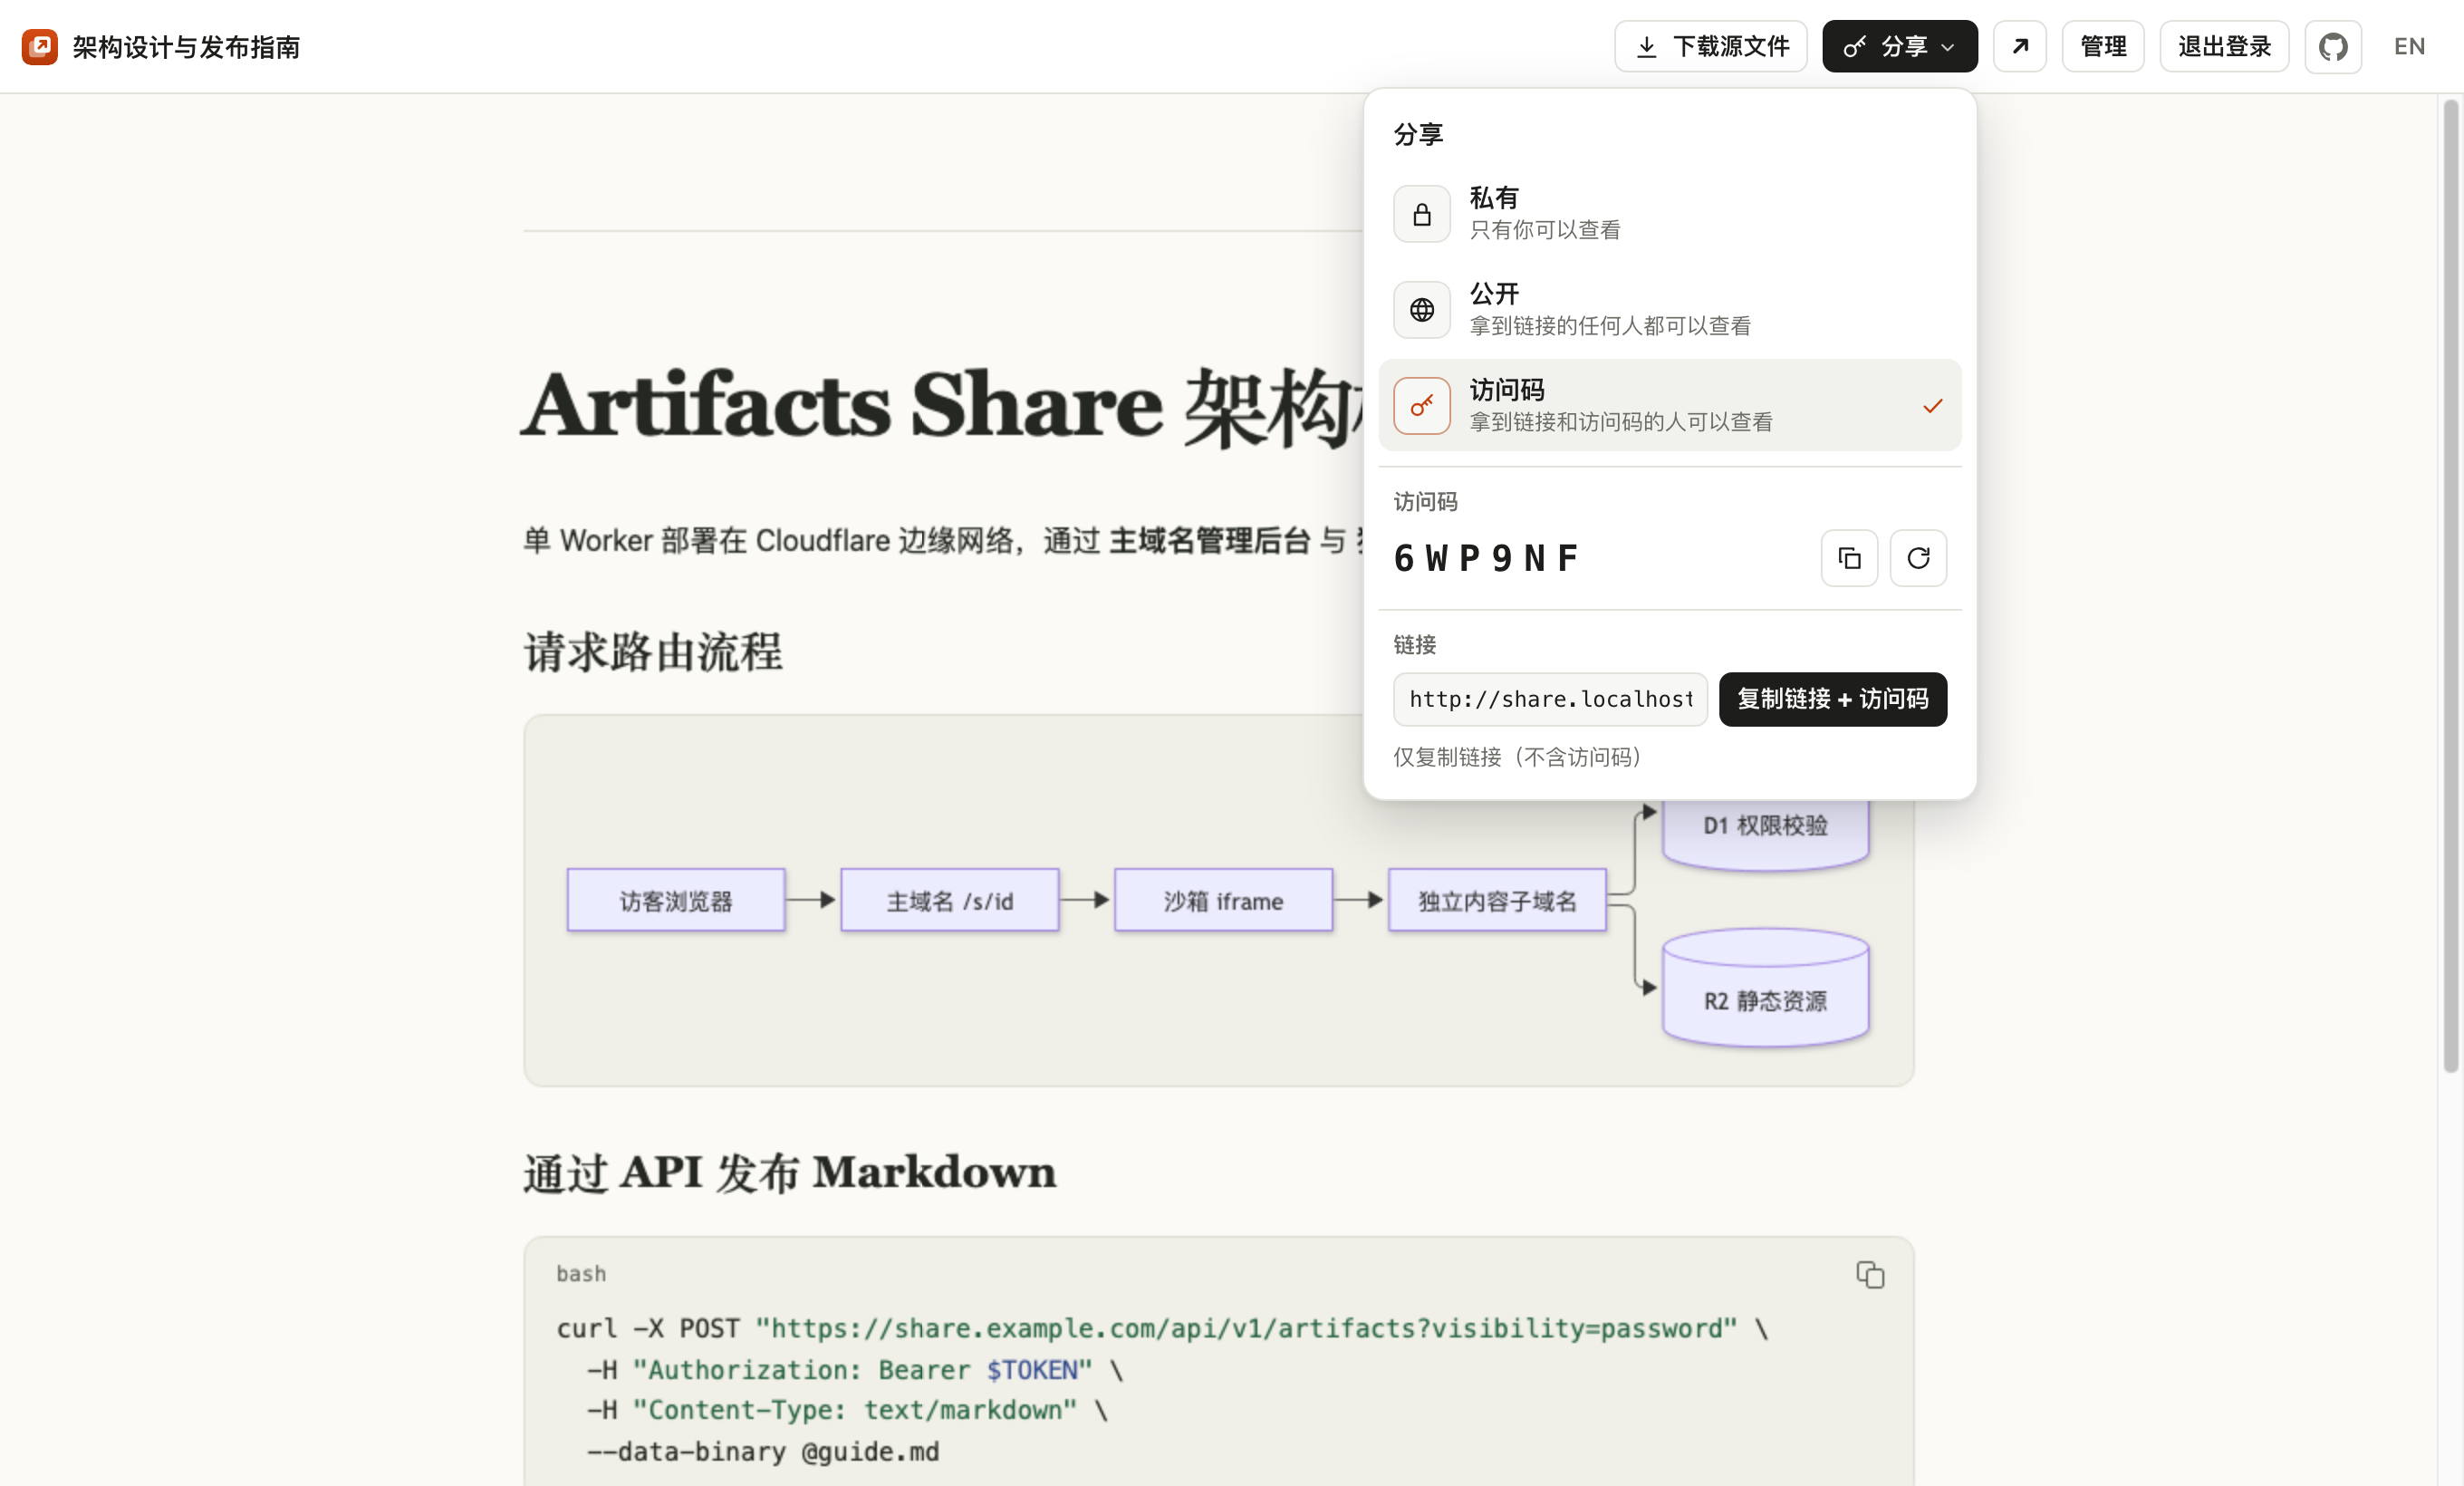 架构设计与发布指南
下载源文件
分享
管理
退出登录
EN
分享
私有
只有你可以查看
公开
拿到链接的任何人都可以查看
访问码
拿到链接和访问码的人可以查看
访问码
6WP9NF
链接
http://share.localhost
复制链接 + 访问码
仅复制链接（不含访问码）
Artifacts Share 架构
单 Worker 部署在 Cloudflare 边缘网络，通过 主域名管理后台 与
请求路由流程
访客浏览器
主域名 /s/id
沙箱 iframe
独立内容子域名
D1 权限校验
R2 静态资源
通过 API 发布 Markdown
bash
curl -X POST "https://share.example.com/api/v1/artifacts?visibility=password" \
-H "Authorization: Bearer $TOKEN" \
-H "Content-Type: text/markdown" \
--data-binary @guide.md